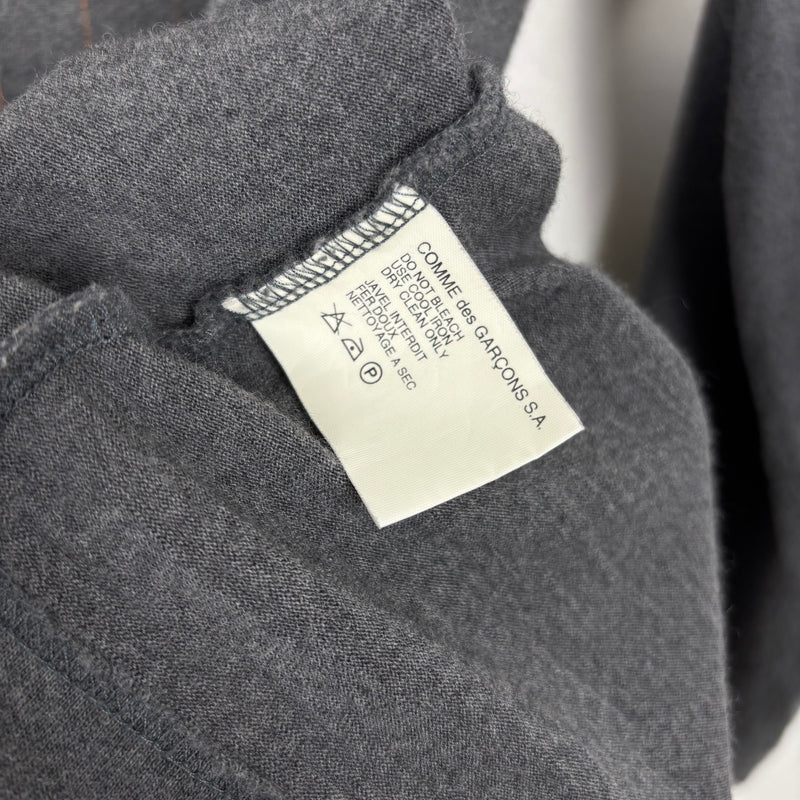 COMME des GARÇONS S.A.
DO NOT BLEACH
USE COOL IRON
DRY CLEAN ONLY
JAVEL INTERDIT
FER DOUX
NETTOYAGE A SEC
P